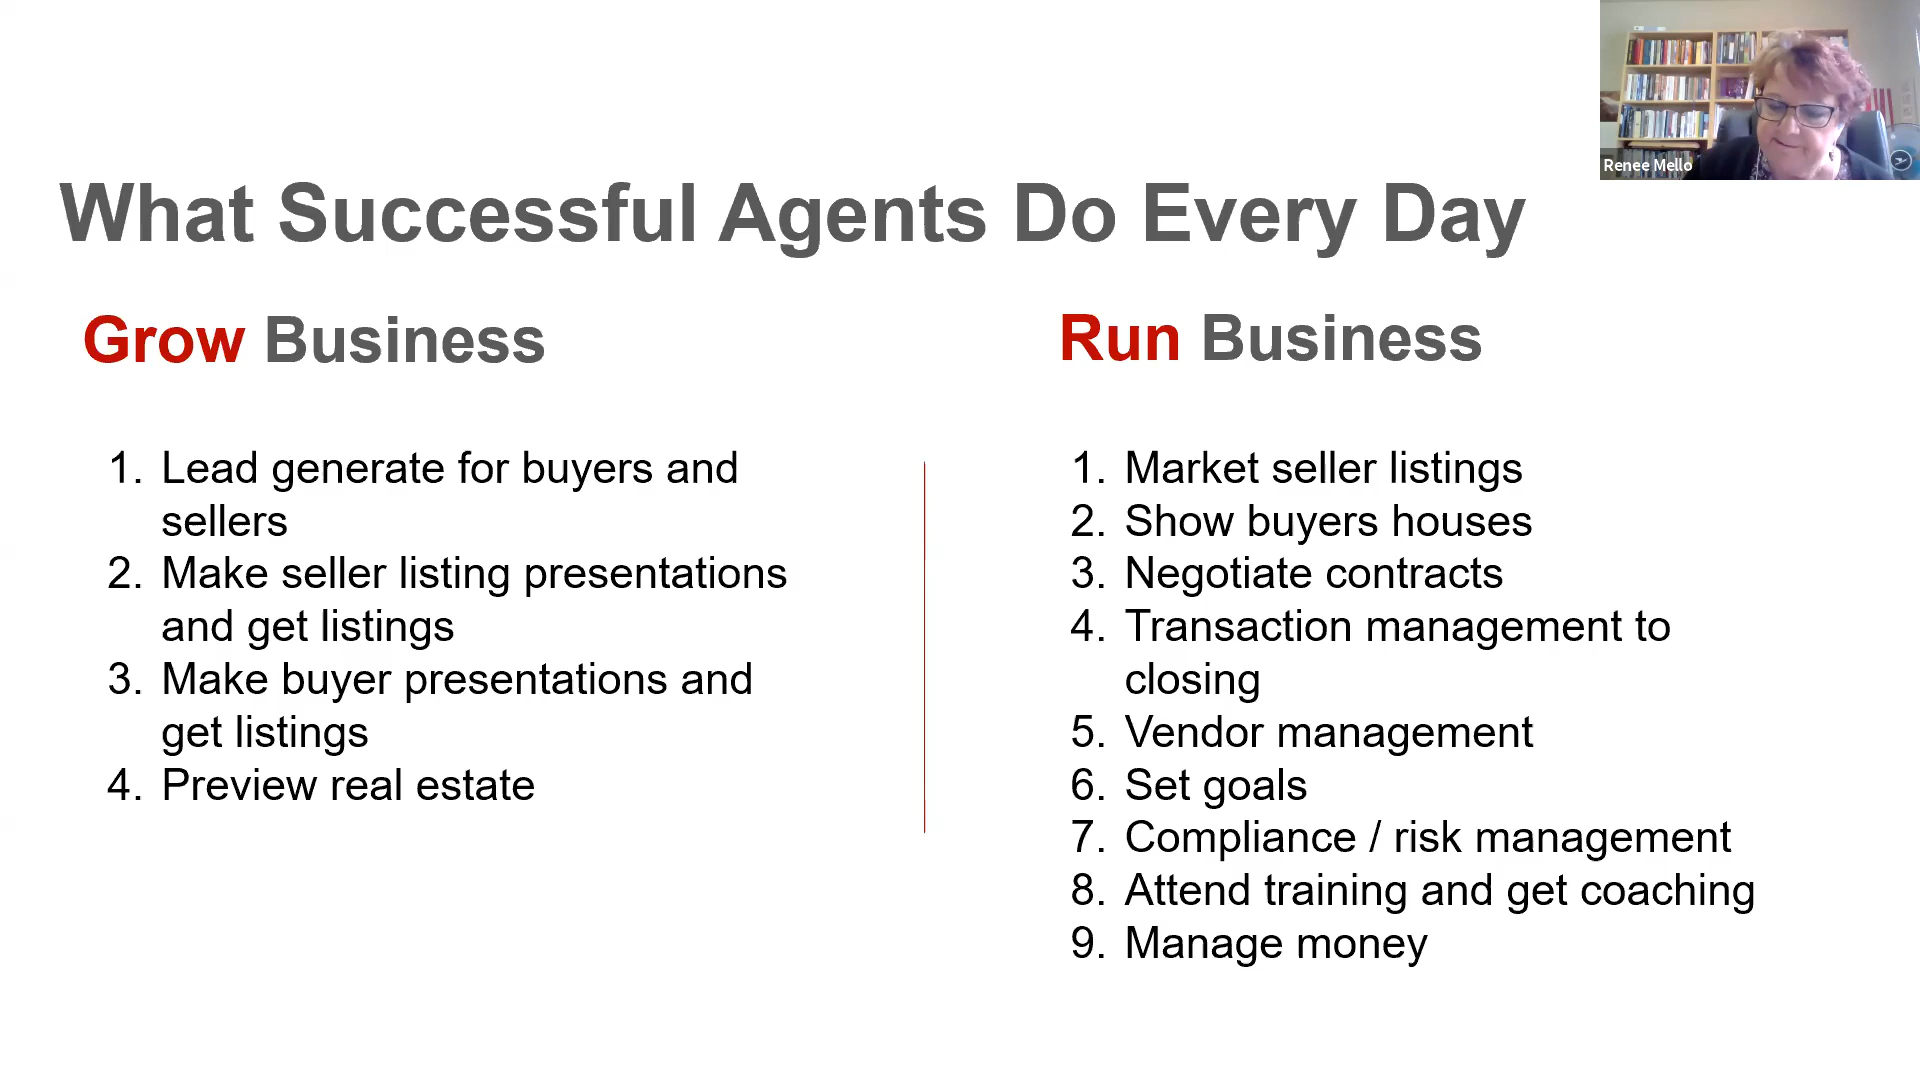 Renee Mello
What Successful Agents Do Every Day
Grow Business
1. Lead generate for buyers and
sellers
2. Make seller listing presentations
and get listings
3. Make buyer presentations and
get listings
4. Preview real estate
Run Business
1. Market seller listings
2. Show buyers houses
3. Negotiate contracts
4. Transaction management to
closing
5. Vendor management
6. Set goals
7. Compliance / risk management
8. Attend training and get coaching
9. Manage money